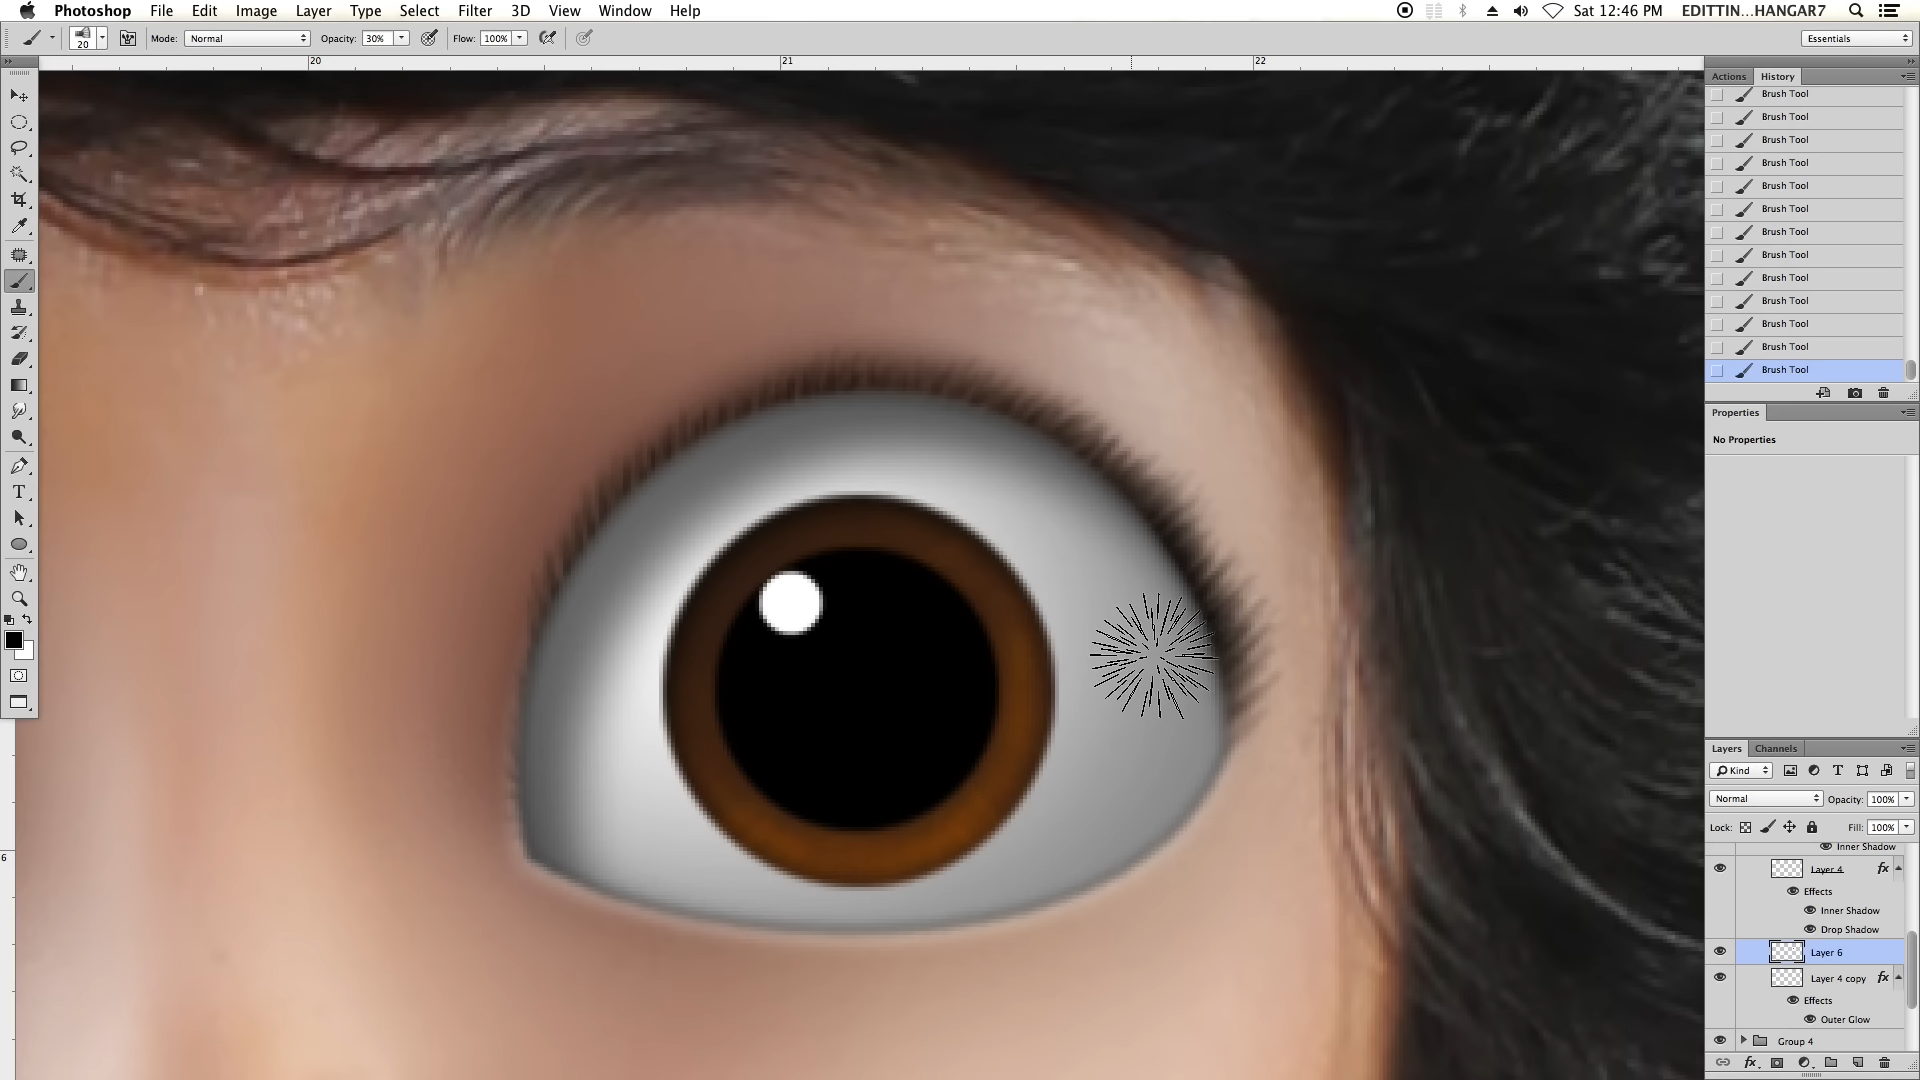 Photoshop File Edit Image Layer Type Select Filter 3D View Window Help Sat 12:46 PM EDITTIN...HANGAR7
20 Mode: Normal Opacity: 30% Flow: 100% Essentials
20 21 22
Actions History
Brush Tool
Brush Tool
Brush Tool
Brush Tool
Brush Tool
Brush Tool
Brush Tool
Brush Tool
Brush Tool
Brush Tool
Brush Tool
Brush Tool
Brush Tool
Properties
No Properties
Layers Channels
Kind
Normal Opacity: 100%
Lock: Fill: 100%
Inner Shadow
6
Layer 4 fx
Effects
Inner Shadow
Drop Shadow
Layer 6
Layer 4 copy fx
Effects
Outer Glow
Group 4
fx